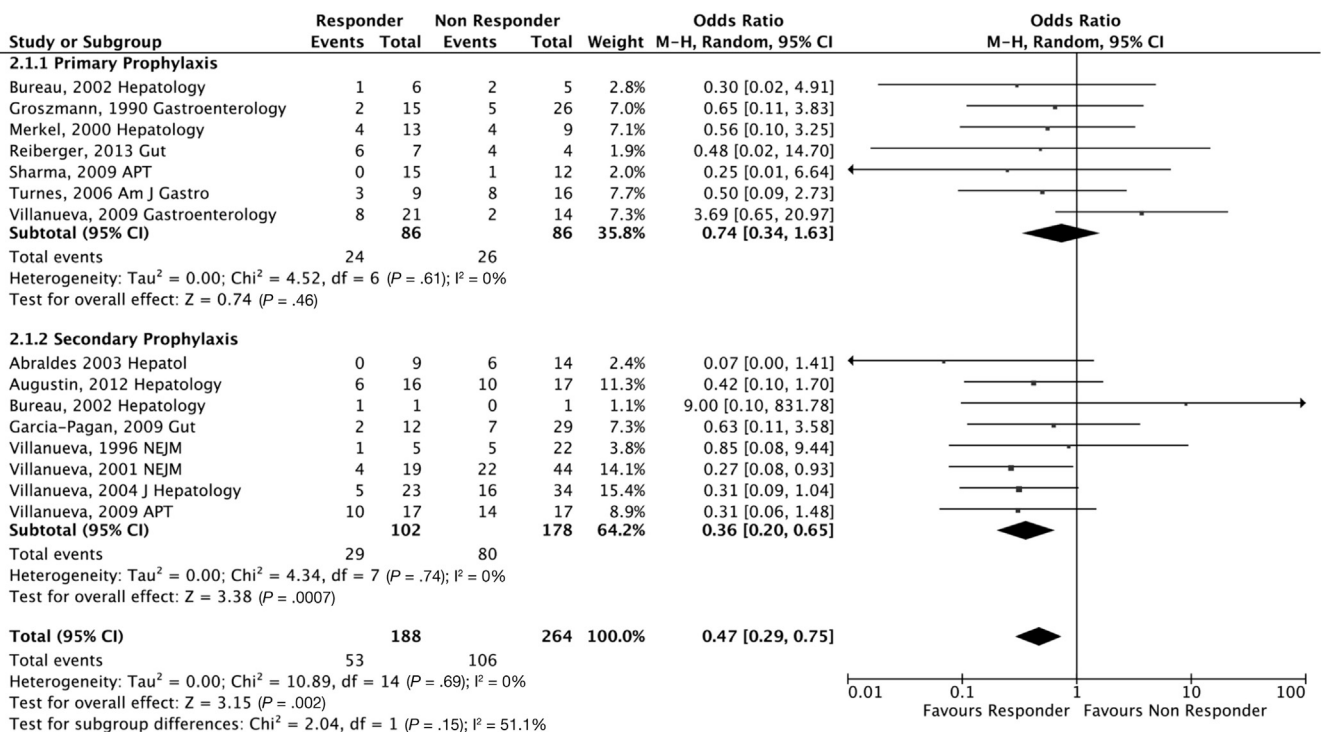 Responder Non Responder Odds Ratio Odds Ratio
Study or Subgroup Events Total Events Total Weight M-H, Random, 95% CI M-H, Random, 95% CI
2.1.1 Primary Prophylaxis
Bureau, 2002 Hepatology 1 6 2 5 2.8% 0.30 [0.02, 4.91]
Groszmann, 1990 Gastroenterology 2 15 5 26 7.0% 0.65 [0.11, 3.83]
Merkel, 2000 Hepatology 4 13 4 9 7.1% 0.56 [0.10, 3.25]
Reiberger, 2013 Gut 6 7 4 4 1.9% 0.48 [0.02, 14.70]
Sharma, 2009 APT 0 15 1 12 2.0% 0.25 [0.01, 6.64]
Turnes, 2006 Am J Gastro 3 9 8 16 7.7% 0.50 [0.09, 2.73]
Villanueva, 2009 Gastroenterology 8 21 2 14 7.3% 3.69 [0.65, 20.97]
Subtotal (95% CI) 86 86 35.8% 0.74 [0.34, 1.63]
Total events 24 26
Heterogeneity: Tau² = 0.00; Chi² = 4.52, df = 6 (P = .61); I² = 0%
Test for overall effect: Z = 0.74 (P = .46)
2.1.2 Secondary Prophylaxis
Abraldes 2003 Hepatol 0 9 6 14 2.4% 0.07 [0.00, 1.41]
Augustin, 2012 Hepatology 6 16 10 17 11.3% 0.42 [0.10, 1.70]
Bureau, 2002 Hepatology 1 1 0 1 1.1% 9.00 [0.10, 831.78]
Garcia-Pagan, 2009 Gut 2 12 7 29 7.3% 0.63 [0.11, 3.58]
Villanueva, 1996 NEJM 1 5 5 22 3.8% 0.85 [0.08, 9.44]
Villanueva, 2001 NEJM 4 19 22 44 14.1% 0.27 [0.08, 0.93]
Villanueva, 2004 J Hepatology 5 23 16 34 15.4% 0.31 [0.09, 1.04]
Villanueva, 2009 APT 10 17 14 17 8.9% 0.31 [0.06, 1.48]
Subtotal (95% CI) 102 178 64.2% 0.36 [0.20, 0.65]
Total events 29 80
Heterogeneity: Tau² = 0.00; Chi² = 4.34, df = 7 (P = .74); I² = 0%
Test for overall effect: Z = 3.38 (P = .0007)
Total (95% CI) 188 264 100.0% 0.47 [0.29, 0.75]
Total events 53 106
Heterogeneity: Tau² = 0.00; Chi² = 10.89, df = 14 (P = .69); I² = 0%
Test for overall effect: Z = 3.15 (P = .002)
Test for subgroup differences: Chi² = 2.04, df = 1 (P = .15); I² = 51.1%
0.01 0.1 1 10 100
Favours Responder Favours Non Responder